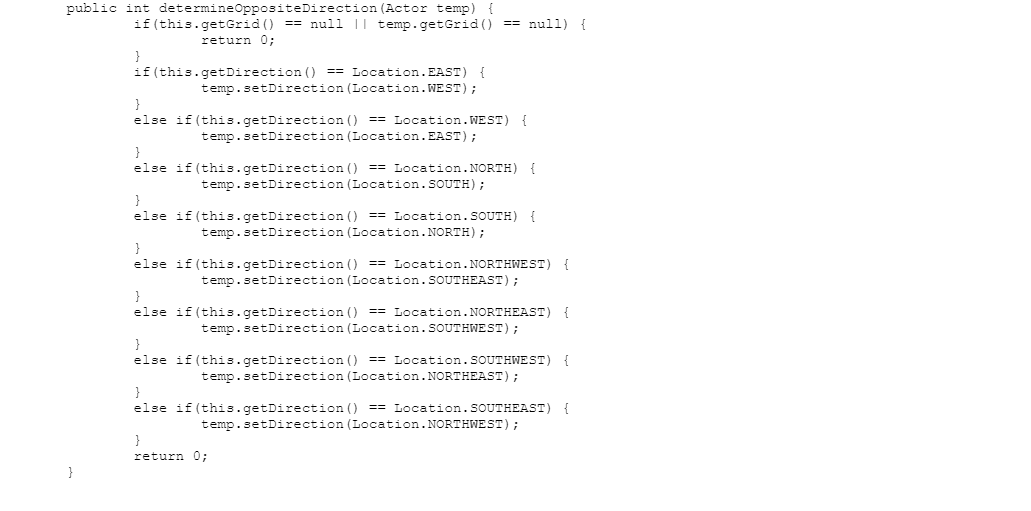 public int determineOppositeDirection(Actor temp) {
if(this.getGrid() == null || temp.getGrid() == null) {
return 0;
}
if(this.getDirection() == Location.EAST) {
temp.setDirection(Location.WEST);
}
else if(this.getDirection() == Location.WEST) {
temp.setDirection(Location.EAST);
}
else if(this.getDirection() == Location.NORTH) {
temp.setDirection(Location.SOUTH);
}
else if(this.getDirection() == Location.SOUTH) {
temp.setDirection(Location.NORTH);
}
else if(this.getDirection() == Location.NORTHWEST) {
temp.setDirection(Location.SOUTHEAST);
}
else if(this.getDirection() == Location.NORTHEAST) {
temp.setDirection(Location.SOUTHWEST);
}
else if(this.getDirection() == Location.SOUTHWEST) {
temp.setDirection(Location.NORTHEAST);
}
else if(this.getDirection() == Location.SOUTHEAST) {
temp.setDirection(Location.NORTHWEST);
}
return 0;
}